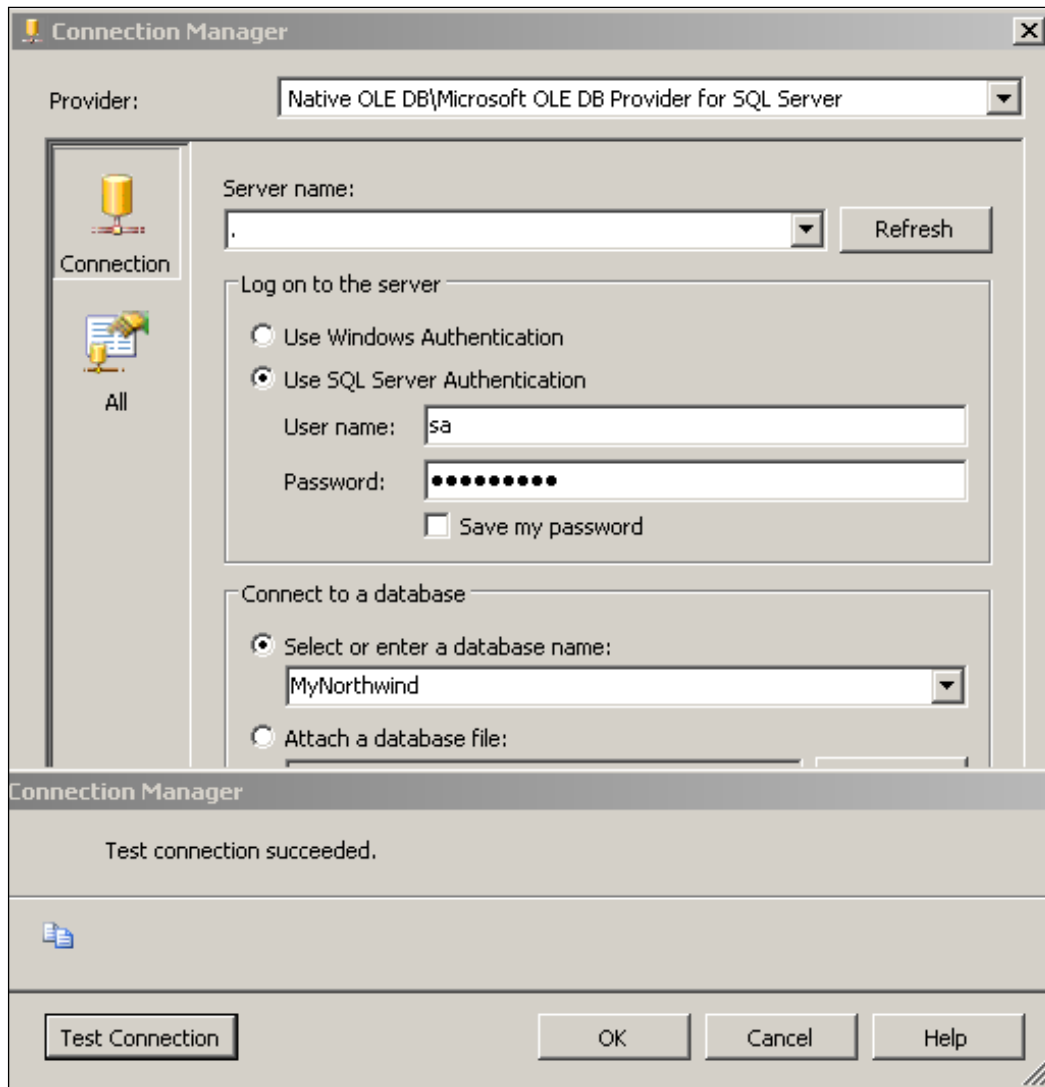 Connection Manager
Provider:
Native OLE DB\Microsoft OLE DB Provider for SQL Server
Connection
All
Server name:
.
Refresh
Log on to the server
Use Windows Authentication
Use SQL Server Authentication
User name:
sa
Password:
●●●●●●●●●
Save my password
Connect to a database
Select or enter a database name:
MyNorthwind
Attach a database file:
Connection Manager
Test connection succeeded.
Test Connection
OK
Cancel
Help